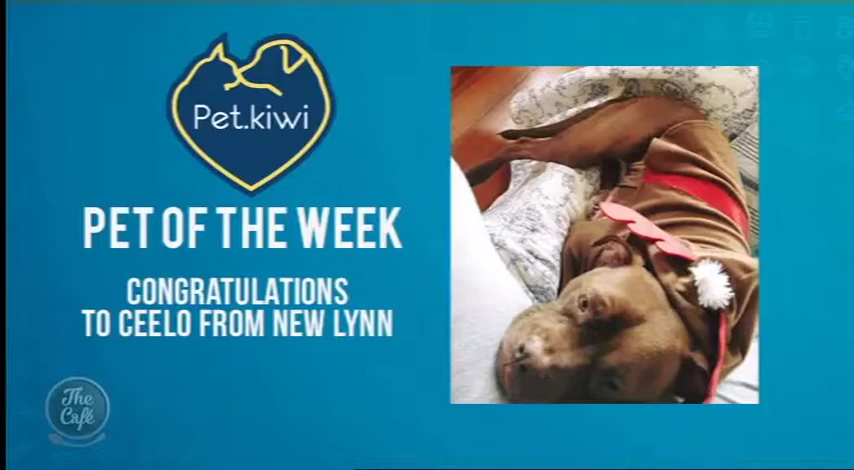 Pet.kiwi
PET OF THE WEEK
CONGRATULATIONS
TO CEELO FROM NEW LYNN
The
Café